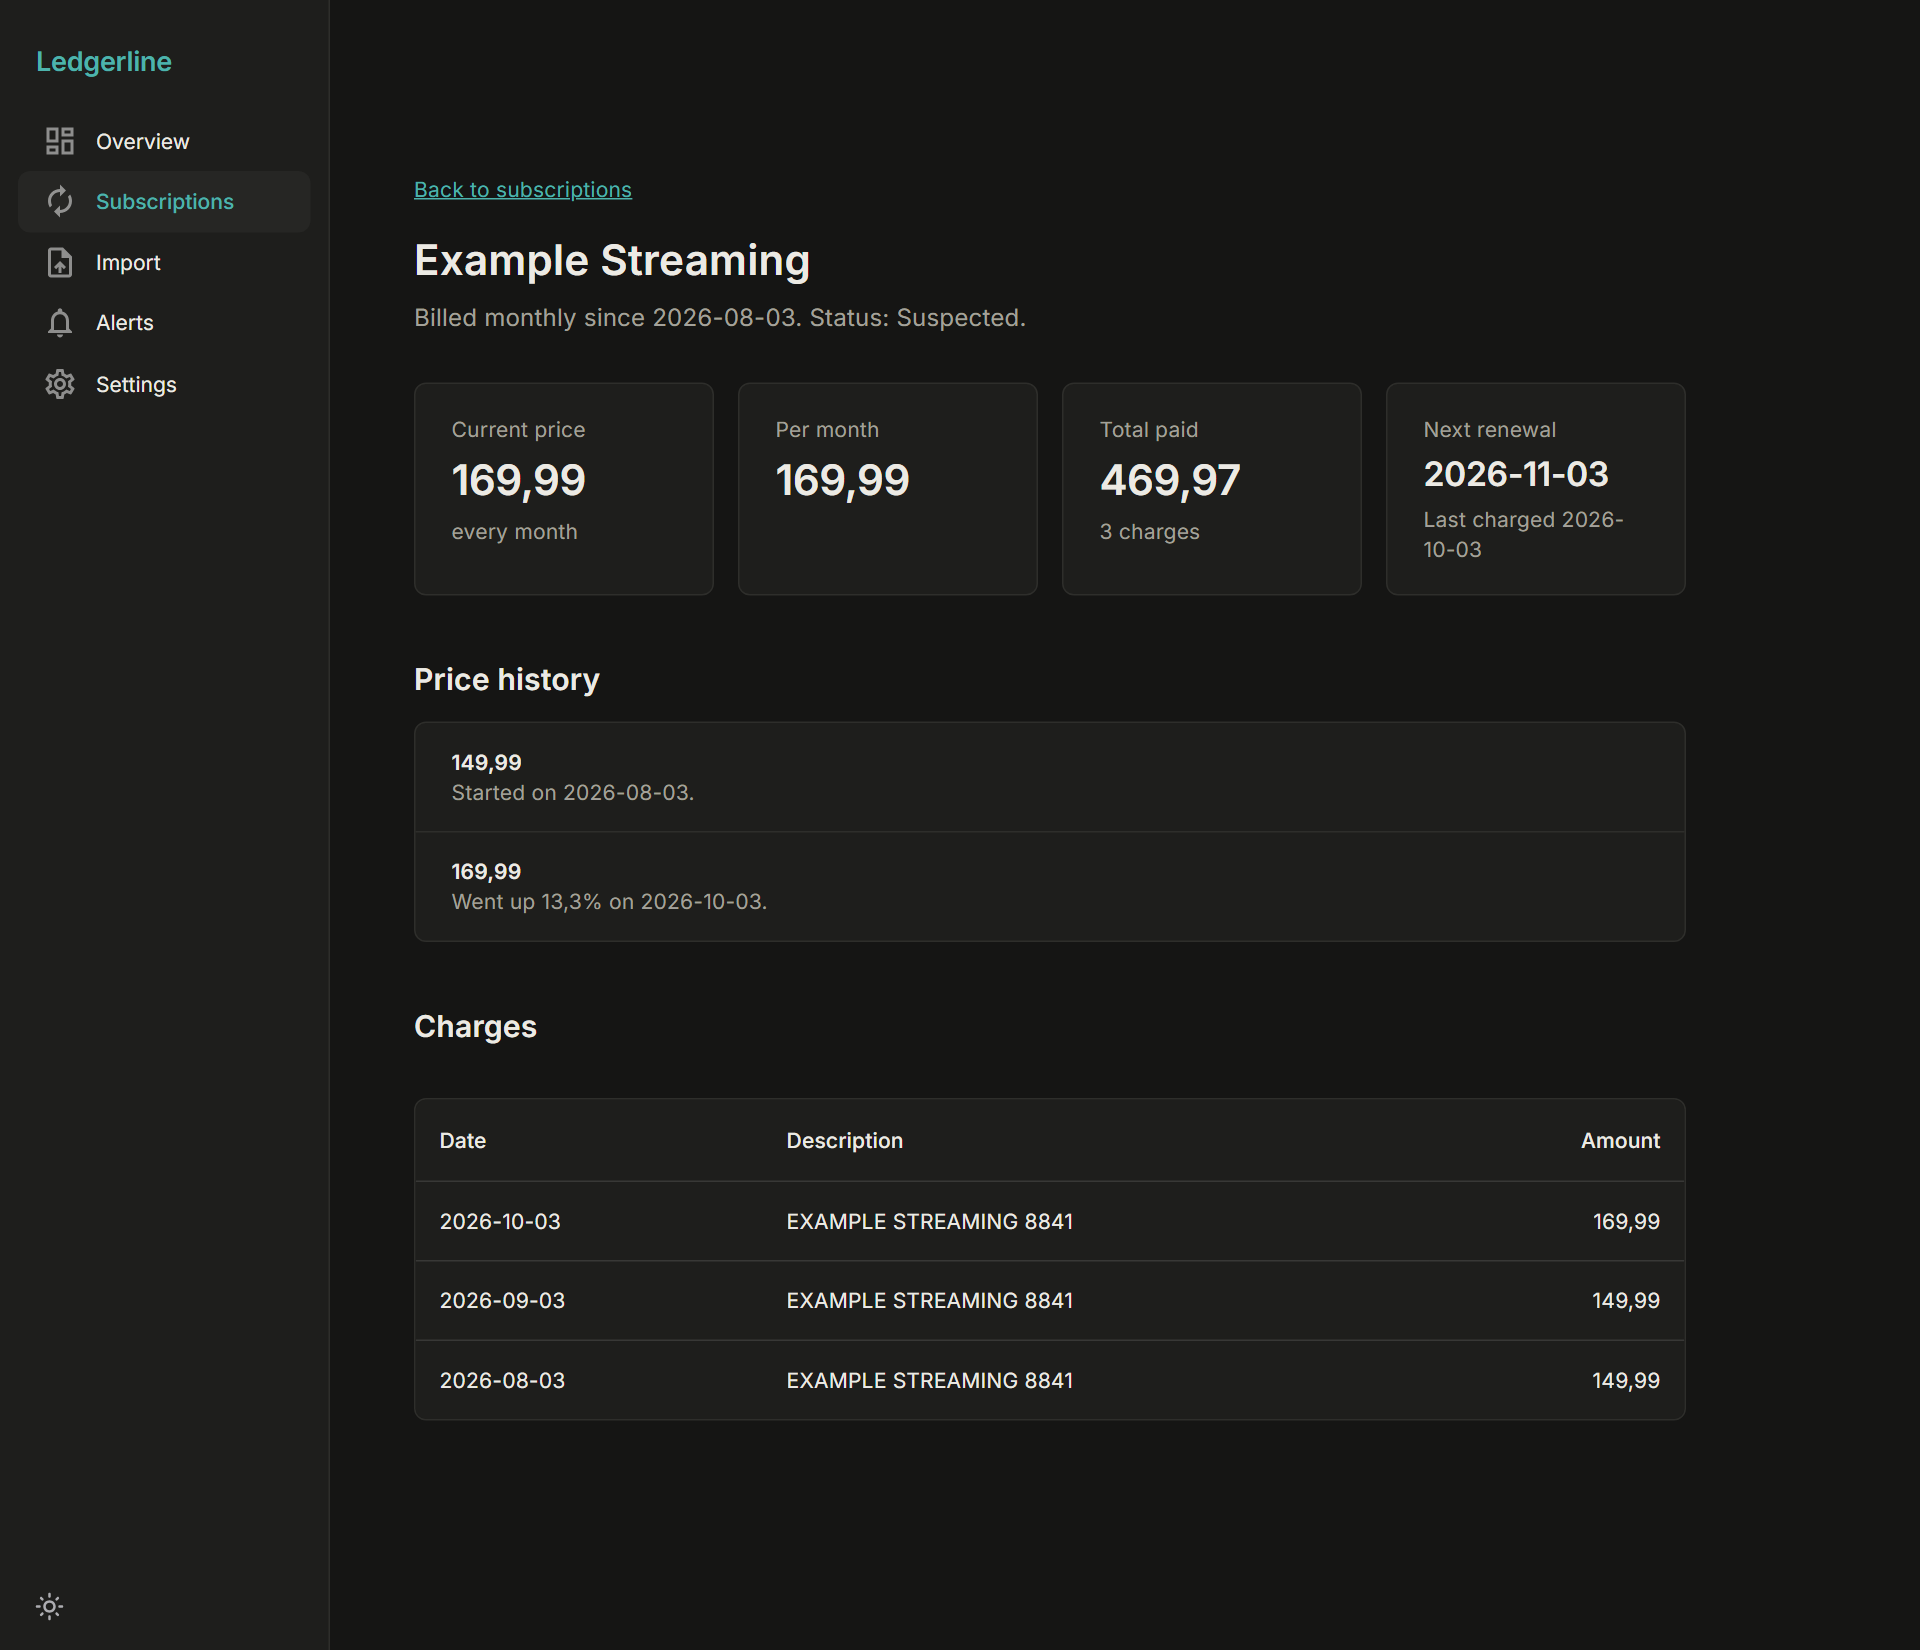 Ledgerline
Overview
Subscriptions
Import
Alerts
Settings
Back to subscriptions
Example Streaming
Billed monthly since 2026-08-03. Status: Suspected.
Current price
169,99
every month
Per month
169,99
Total paid
469,97
3 charges
Next renewal
2026-11-03
Last charged 2026-
10-03
Price history
149,99
Started on 2026-08-03.
169,99
Went up 13,3% on 2026-10-03.
Charges
Date Description Amount
2026-10-03 EXAMPLE STREAMING 8841 169,99
2026-09-03 EXAMPLE STREAMING 8841 149,99
2026-08-03 EXAMPLE STREAMING 8841 149,99